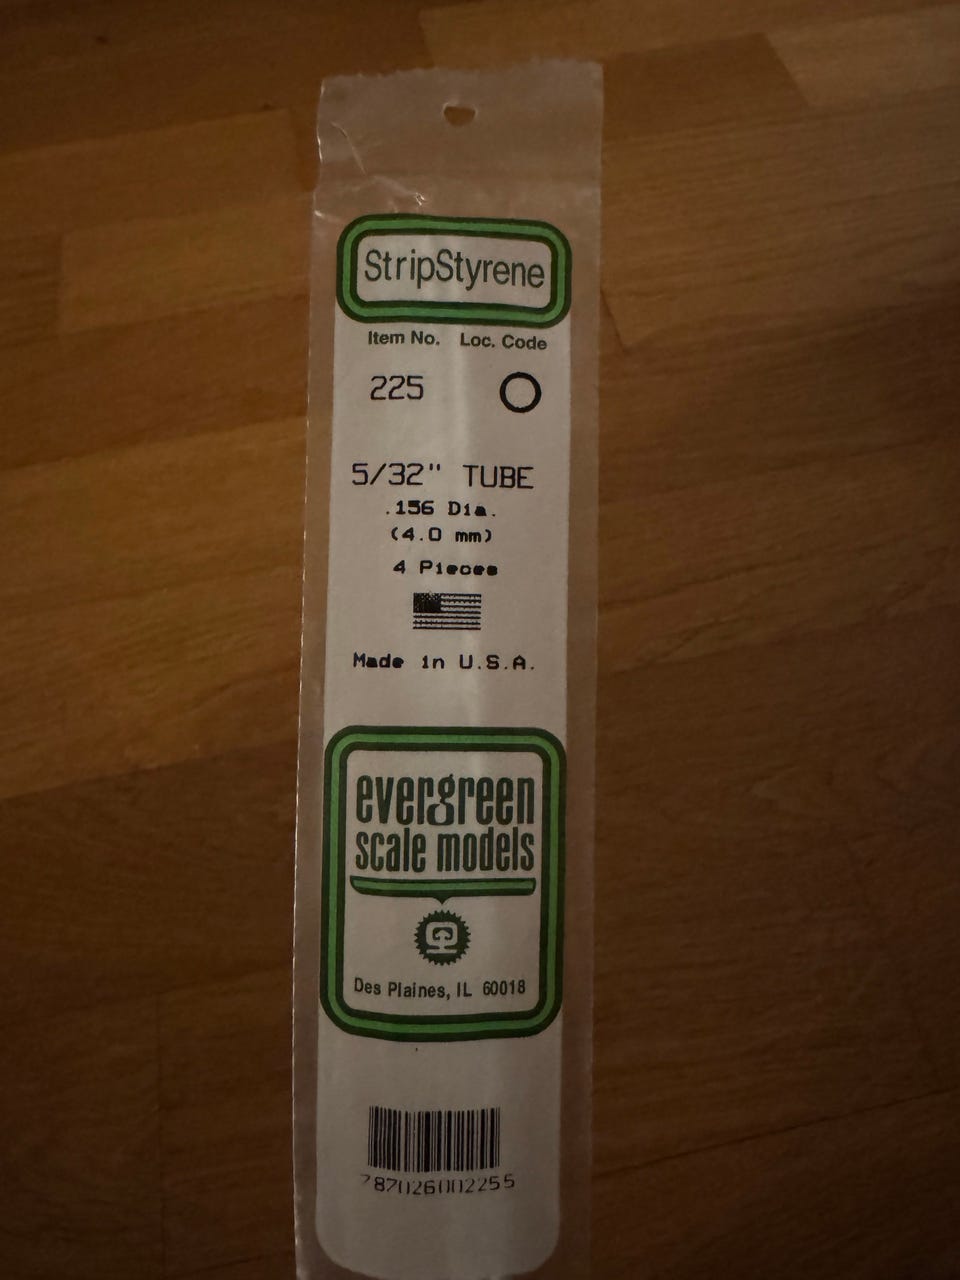 StripStyrene
Item No. Loc. Code
225
5/32" TUBE
.156 Dia.
(4.0 mm)
4 Pieces
Made in U.S.A.
evergreen
scale models
Des Plaines, IL 60018
787026002255